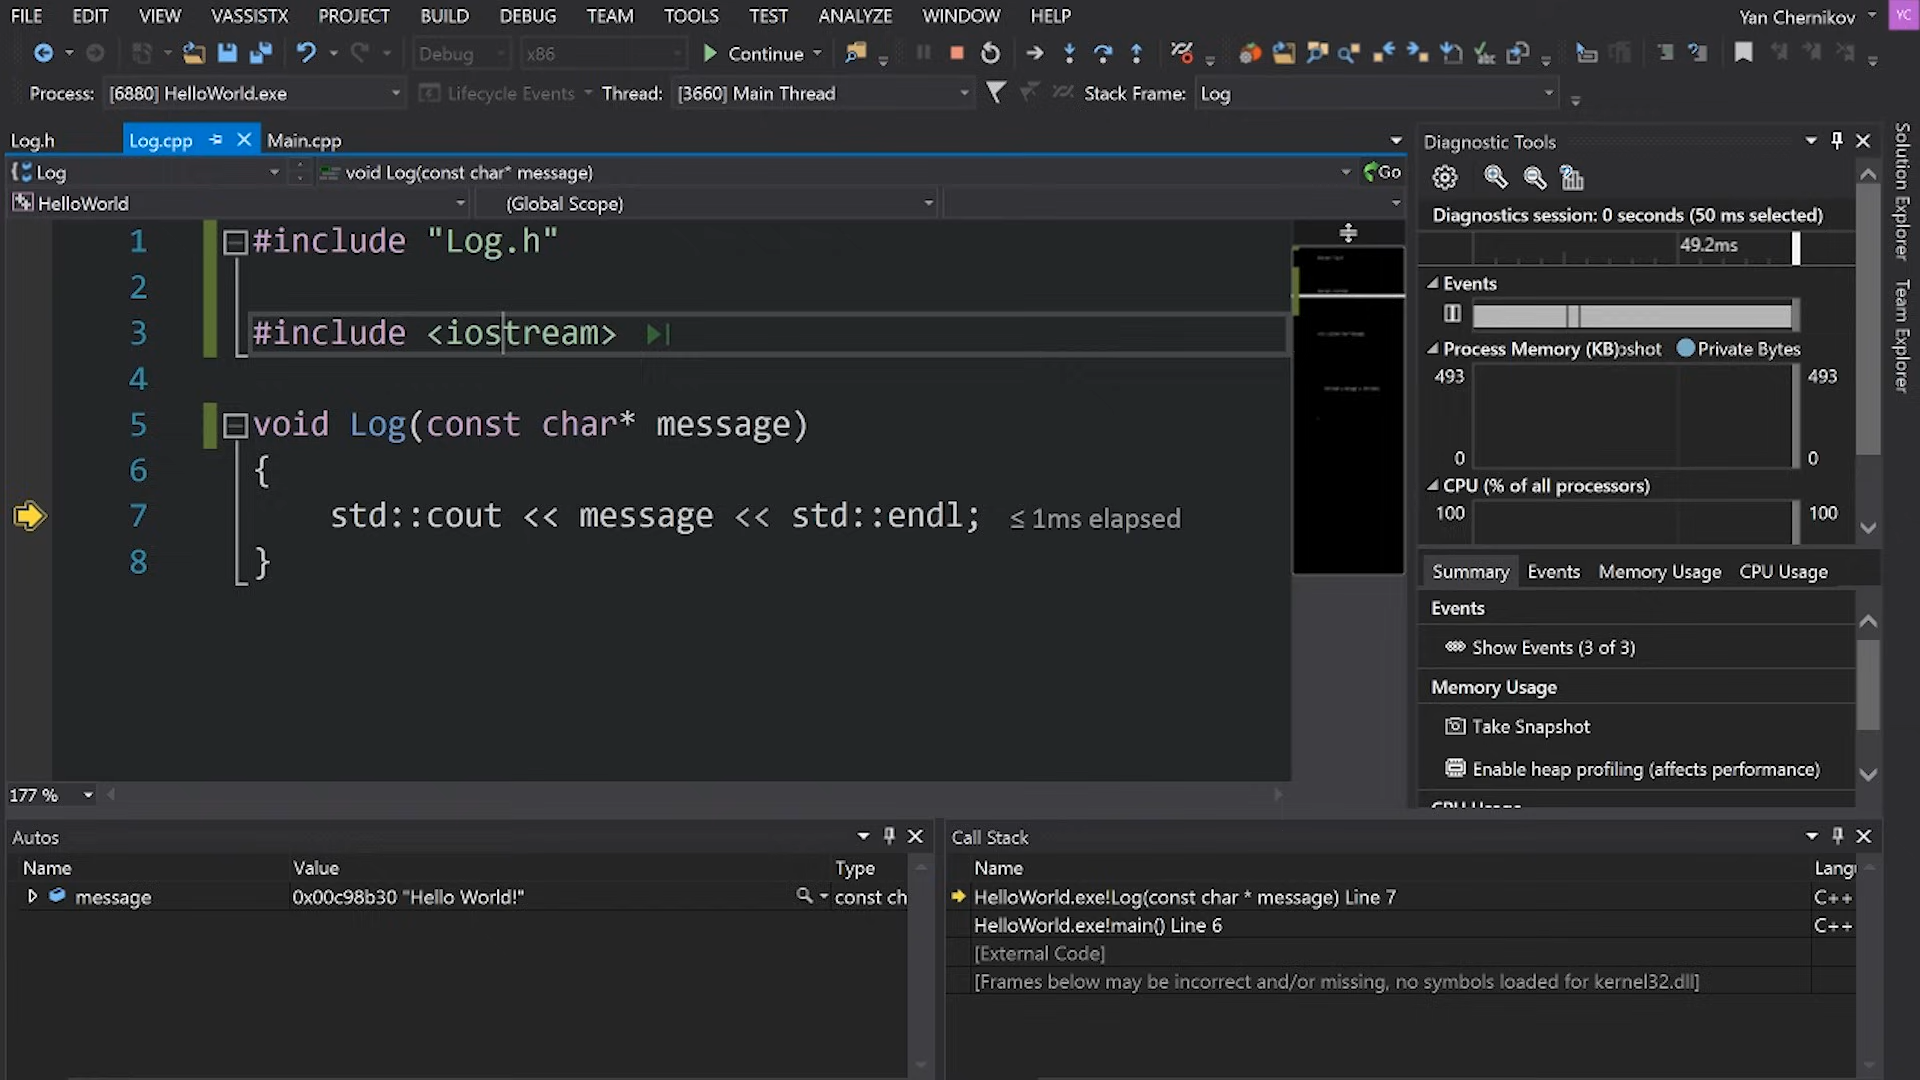 FILE EDIT VIEW VASSISTX PROJECT BUILD DEBUG TEAM TOOLS TEST ANALYZE WINDOW HELP Yan Chernikov YC
Debug x86 Continue
Process: [6880] HelloWorld.exe Lifecycle Events Thread: [3660] Main Thread Stack Frame: Log
Log.h Log.cpp Main.cpp
Log void Log(const char* message) Go
HelloWorld (Global Scope)
1 #include "Log.h"
2
3 #include <iostream>
4
5 void Log(const char* message)
6 {
7 std::cout << message << std::endl; ≤ 1ms elapsed
8 }
177 %
Diagnostic Tools
Diagnostics session: 0 seconds (50 ms selected)
49.2ms
Events
Process Memory (KB) Private Bytes
493 493
0 0
CPU (% of all processors)
100 100
Summary Events Memory Usage CPU Usage
Events
Show Events (3 of 3)
Memory Usage
Take Snapshot
Enable heap profiling (affects performance)
CPU Usage
Solution Explorer
Team Explorer
Autos
Name Value Type
message 0x00c98b30 "Hello World!" const ch
Call Stack
Name Lang
HelloWorld.exe!Log(const char * message) Line 7 C++
HelloWorld.exe!main() Line 6 C++
[External Code]
[Frames below may be incorrect and/or missing, no symbols loaded for kernel32.dll]